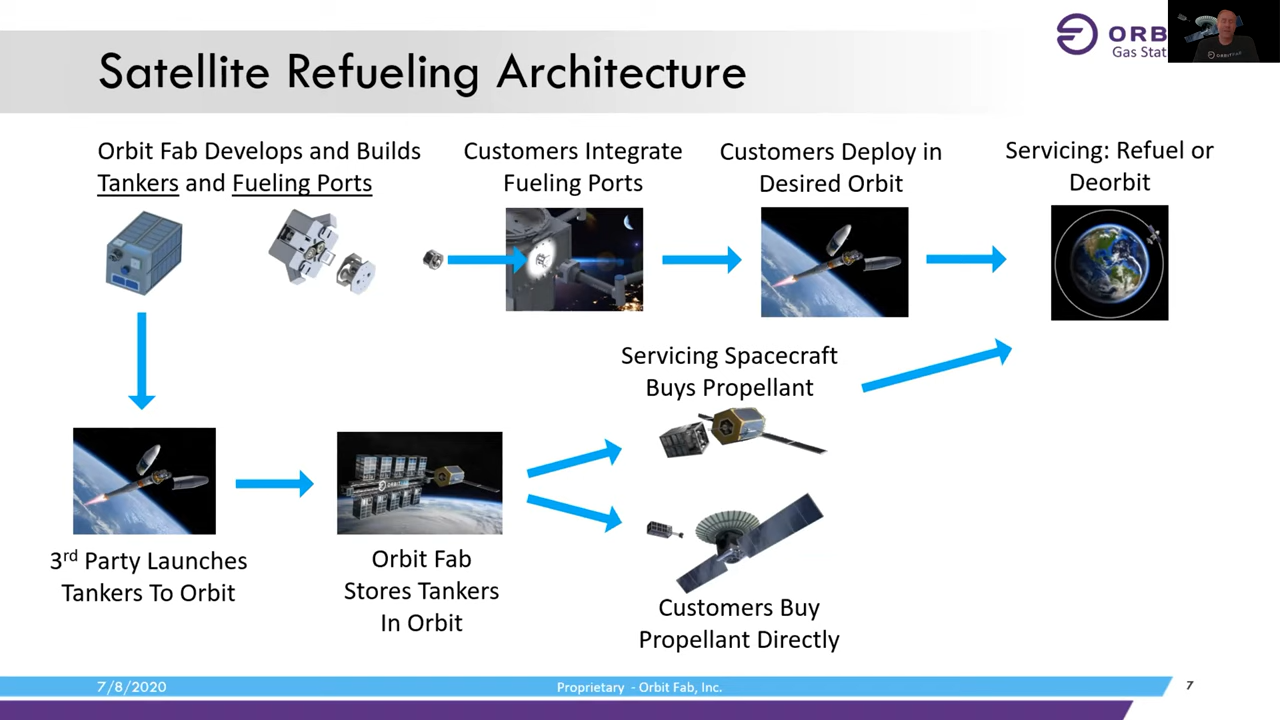 Satellite Refueling Architecture
ORB
Gas Stat
Orbit Fab Develops and Builds
Tankers and Fueling Ports
Customers Integrate
Fueling Ports
Customers Deploy in
Desired Orbit
Servicing: Refuel or
Deorbit
Servicing Spacecraft
Buys Propellant
3rd Party Launches
Tankers To Orbit
Orbit Fab
Stores Tankers
In Orbit
Customers Buy
Propellant Directly
7/8/2020
Proprietary - Orbit Fab, Inc.
7